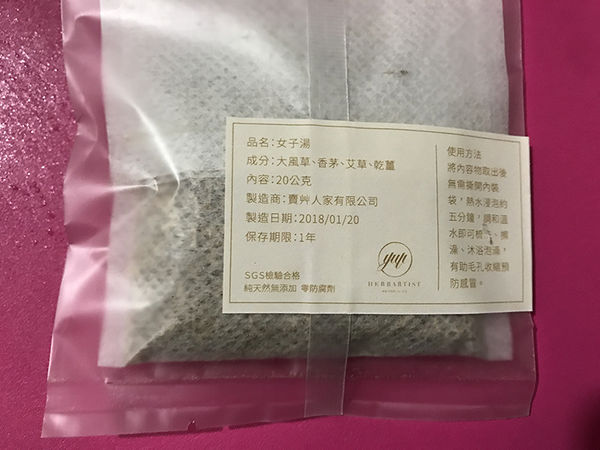 品名:女子湯
成分:大風草、香茅、艾草、乾薑
內容:20公克
製造商:賣艸人家有限公司
製造日期:2018/01/20
保存期限:1年
SGS檢驗合格
純天然無添加 零防腐劑
HERBARTIST
使用方法
將內容物取出後
無需撕開內裝
袋,熱水浸泡約
五分鐘,調和溫
水即可梳、
澡、沐浴泡澡,
有助毛孔收縮預
防感冒。